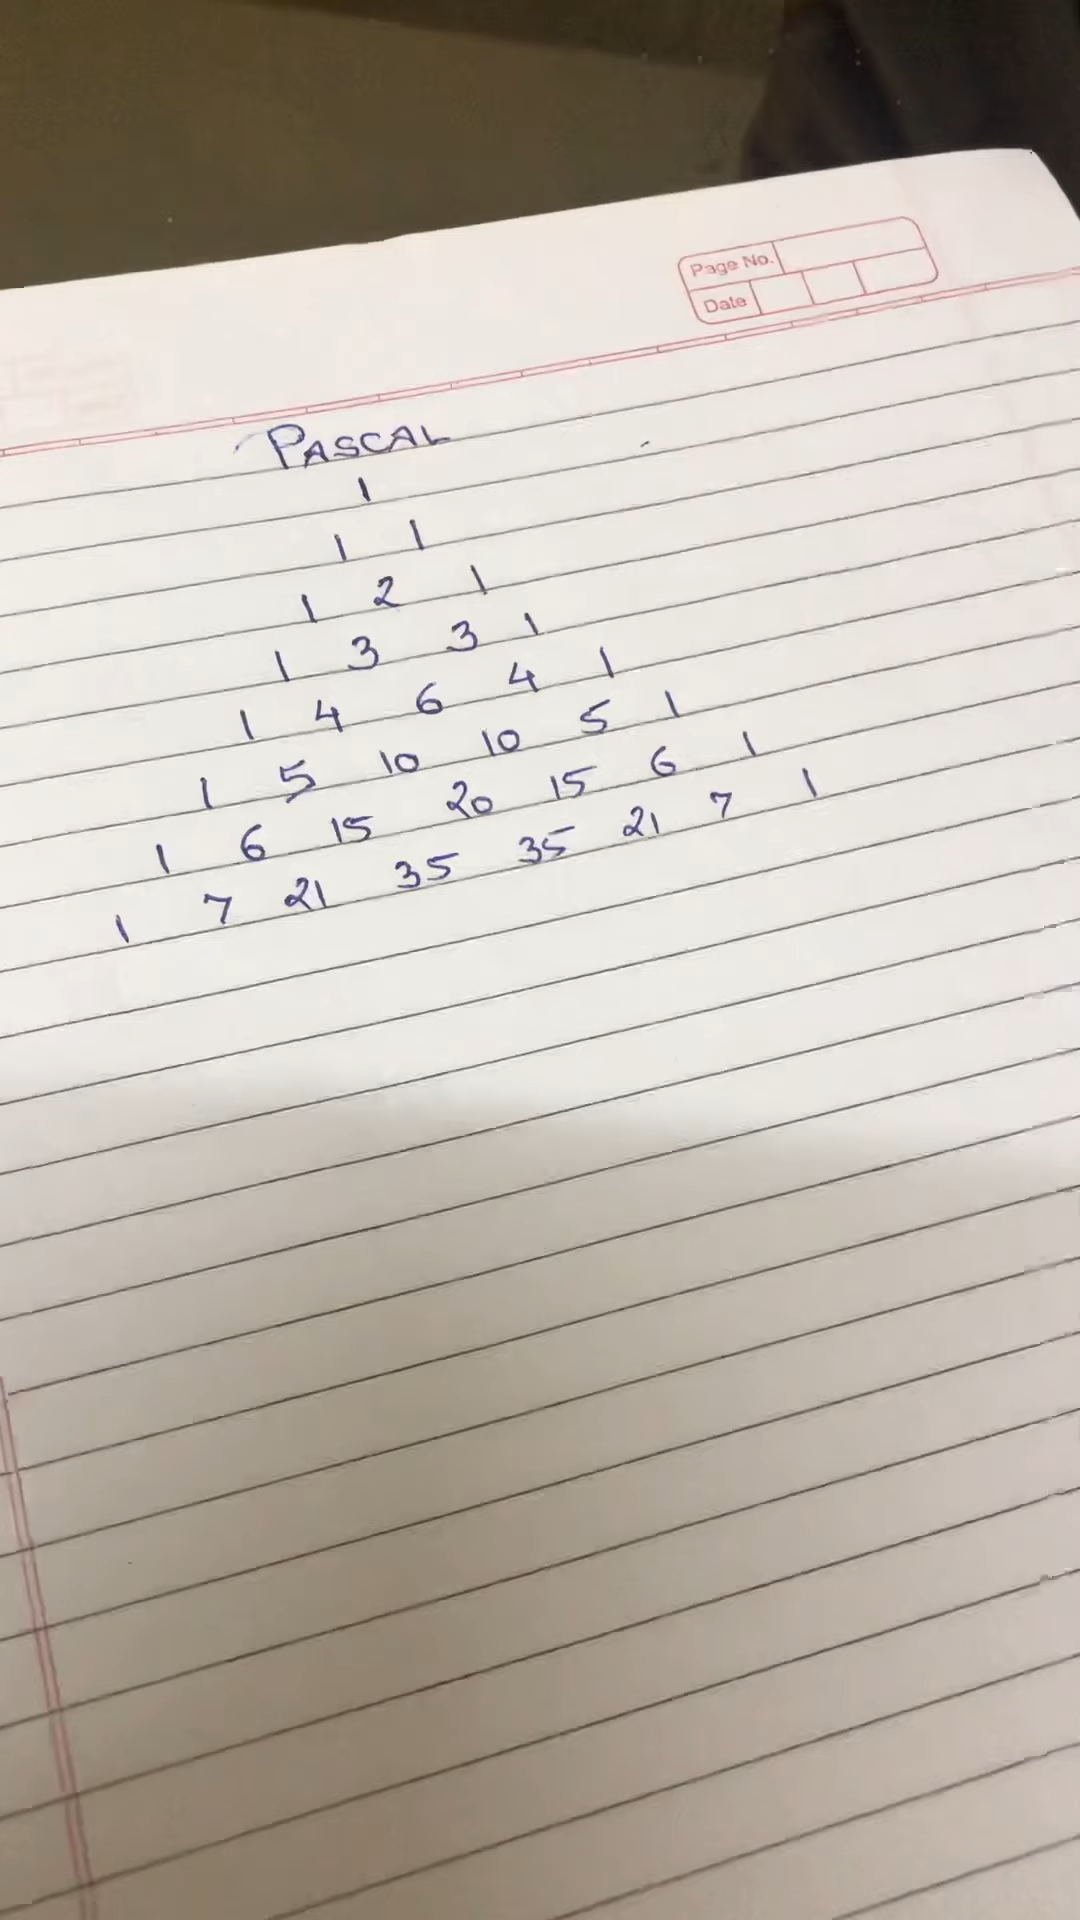 Page No.
Date
PASCAL
1
1 1
1 2 1
1 3 3 1
1 4 6 4 1
1 5 10 10 5 1
1 6 15 20 15 6 1
1 7 21 35 35 21 7 1